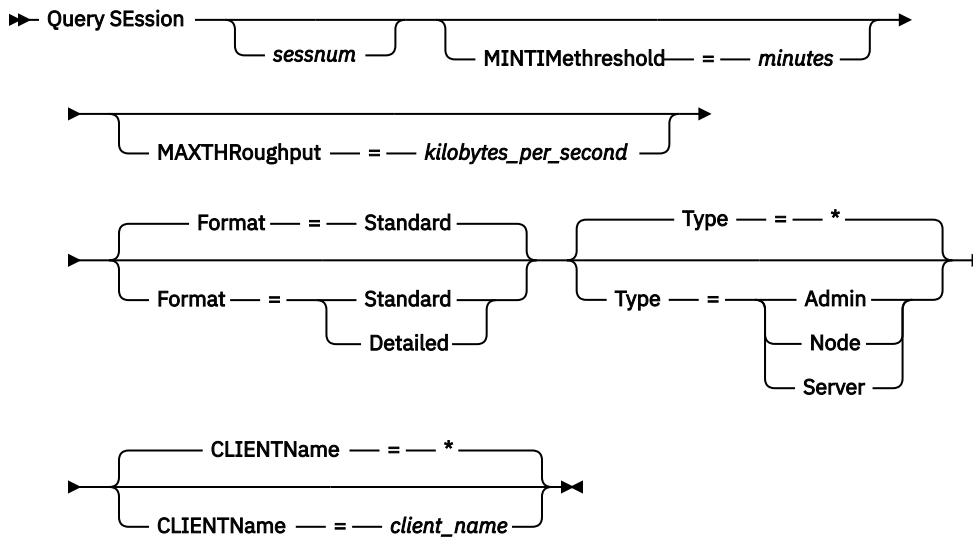 Query SEssion
sessnum
MINTIMethreshold = minutes
MAXTHRoughput = kilobytes_per_second
Format = Standard
Type = *
Format = Standard
Type = Admin
Detailed
Node
Server
CLIENTName = *
CLIENTName = client_name